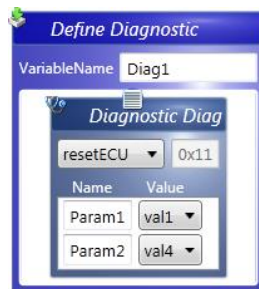 Define Diagnostic
VariableName Diag1
Diagnostic Diag
resetECU 0x11
Name Value
Param1 val1
Param2 val4